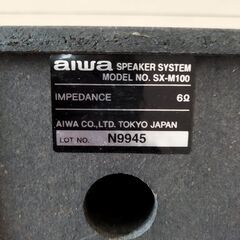 aiwa SPEAKER SYSTEM
MODEL NO. SX-M100
IMPEDANCE 6Ω
AIWA CO.,LTD. TOKYO JAPAN
LOT NO. N9945